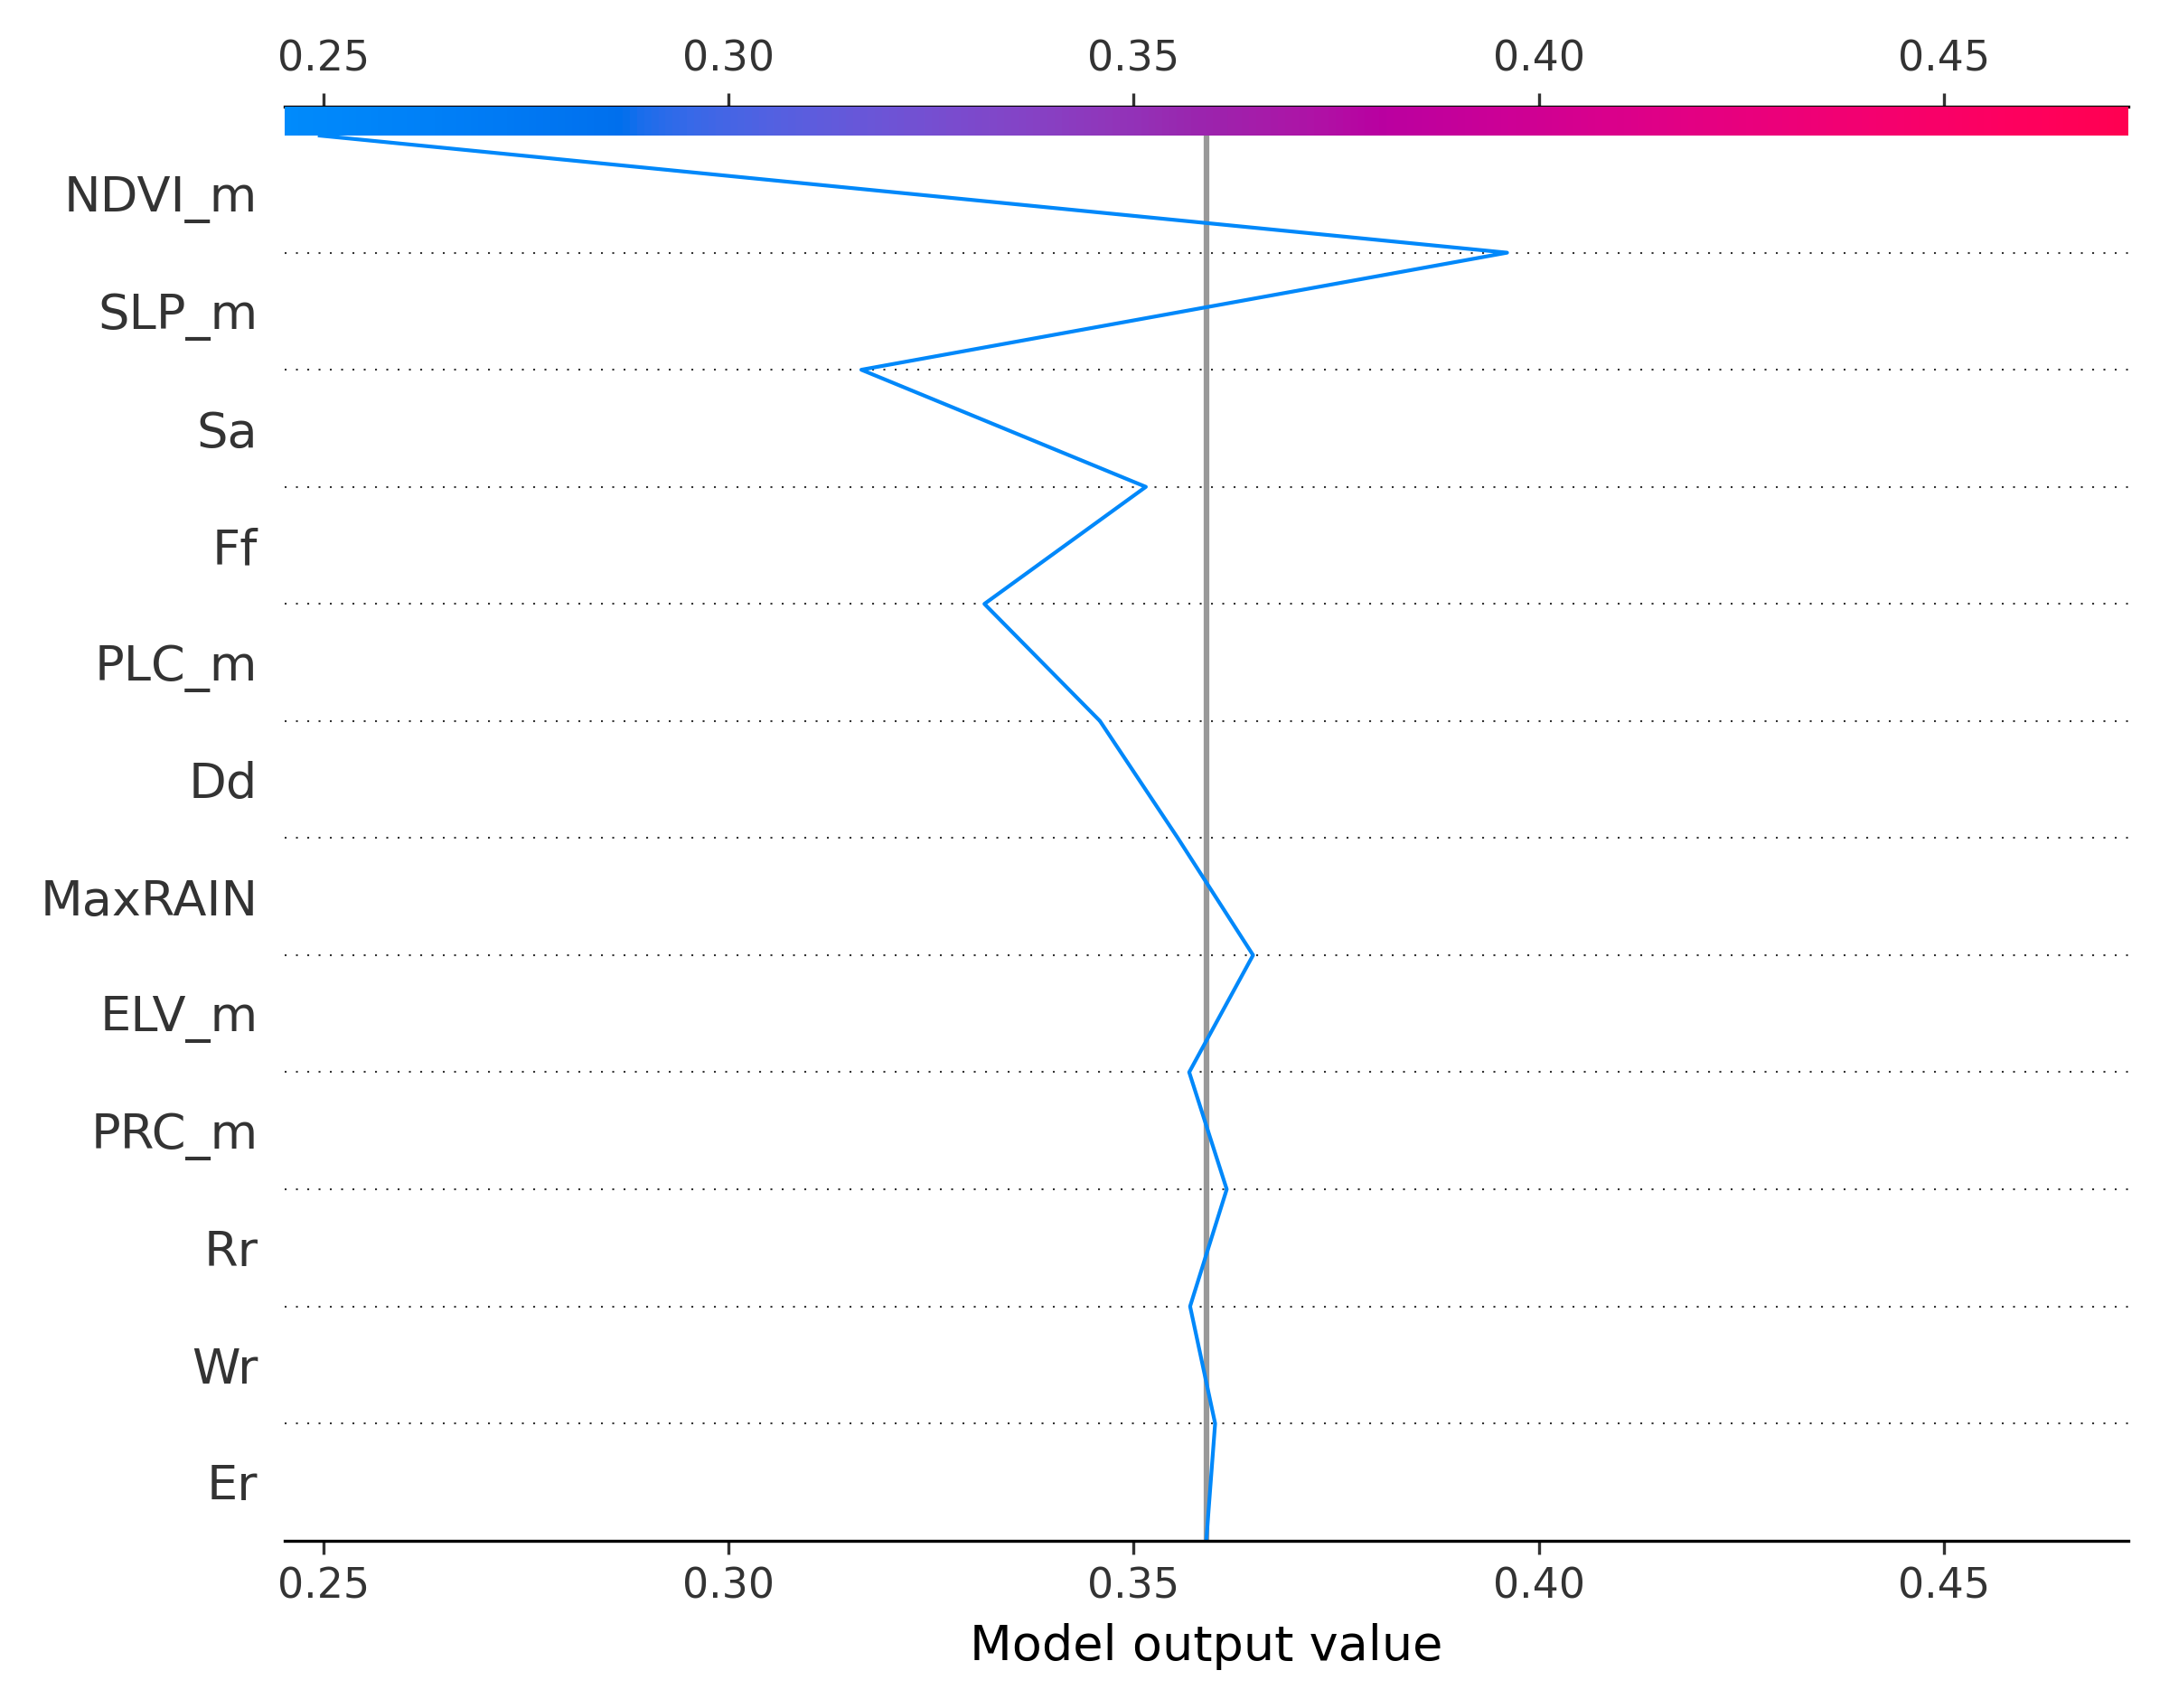 0.25 0.30 0.35 0.40 0.45
NDVI_m
SLP_m
Sa
Ff
PLC_m
Dd
MaxRAIN
ELV_m
PRC_m
Rr
Wr
Er
0.25 0.30 0.35 0.40 0.45
Model output value